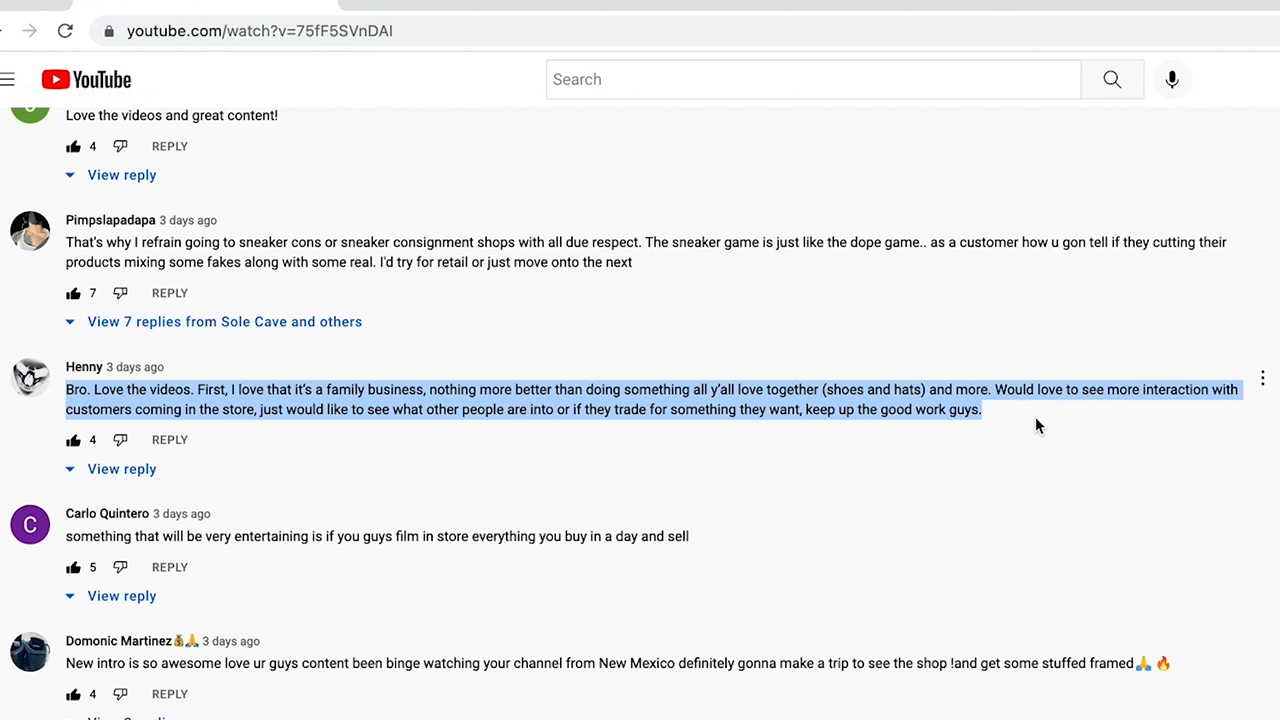 youtube.com/watch?v=75fF5SVnDAI
YouTube
Search
Love the videos and great content!
4 REPLY
View reply
Pimpslapadapa 3 days ago
That's why I refrain going to sneaker cons or sneaker consignment shops with all due respect. The sneaker game is just like the dope game.. as a customer how u gon tell if they cutting their
products mixing some fakes along with some real. I'd try for retail or just move onto the next
7 REPLY
View 7 replies from Sole Cave and others
Henny 3 days ago
Bro. Love the videos. First, I love that it's a family business, nothing more better than doing something all y'all love together (shoes and hats) and more. Would love to see more interaction with
customers coming in the store, just would like to see what other people are into or if they trade for something they want, keep up the good work guys.
4 REPLY
View reply
C
Carlo Quintero 3 days ago
something that will be very entertaining is if you guys film in store everything you buy in a day and sell
5 REPLY
View reply
Domonic Martinez💰🙏 3 days ago
New intro is so awesome love ur guys content been binge watching your channel from New Mexico definitely gonna make a trip to see the shop !and get some stuffed framed🙏🔥
4 REPLY